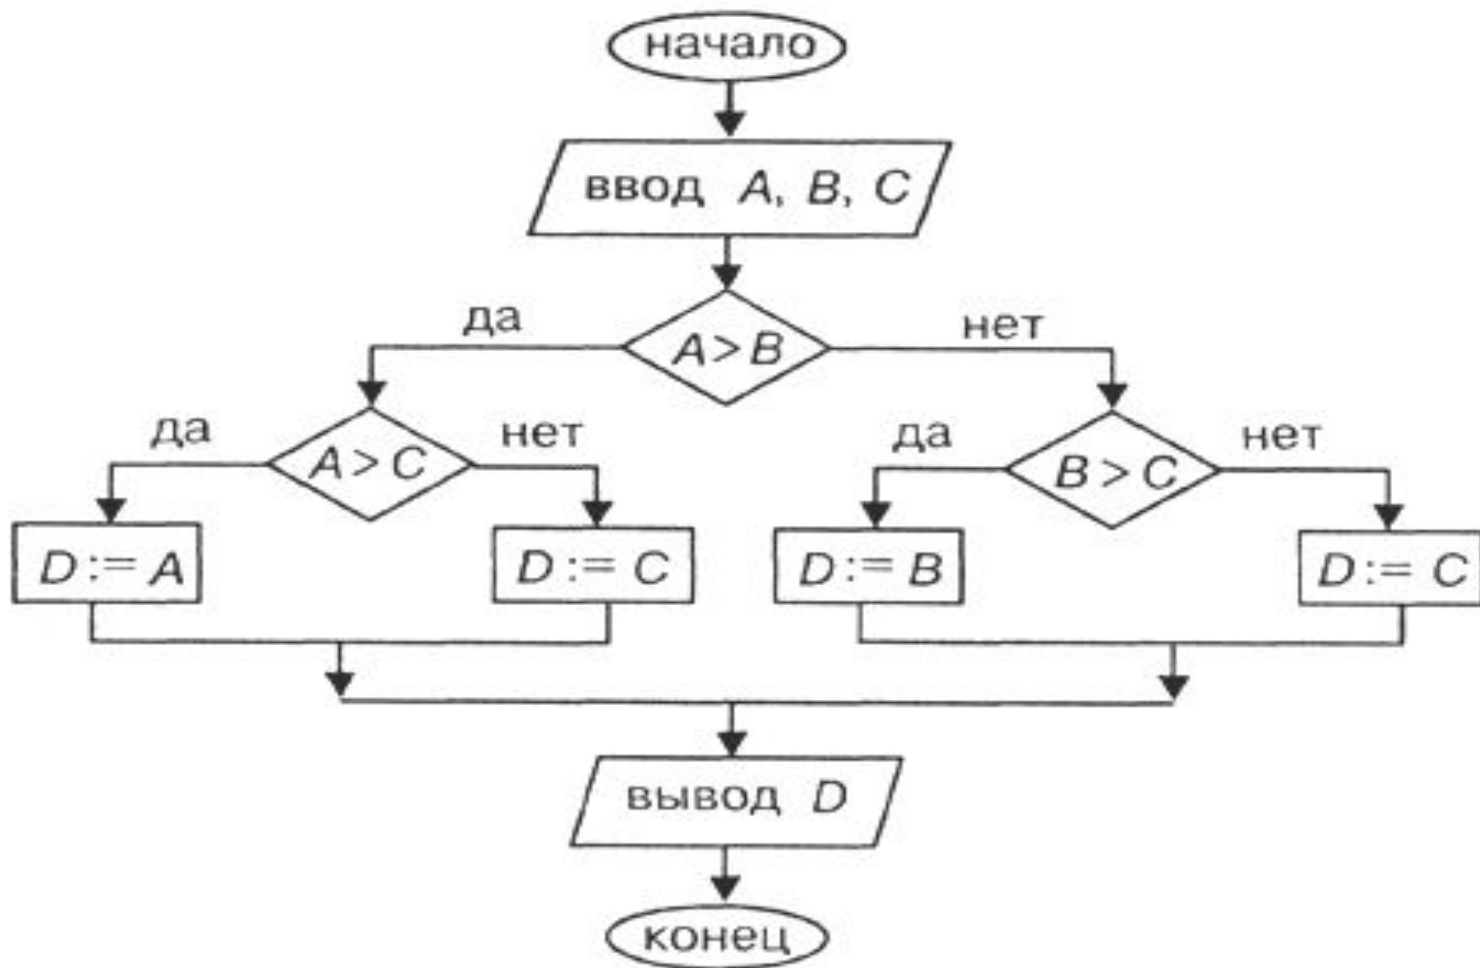 начало
ввод A, B, C
да
A > B
нет
да
A > C
нет
да
B > C
нет
D := A
D := C
D := B
D := C
вывод D
конец